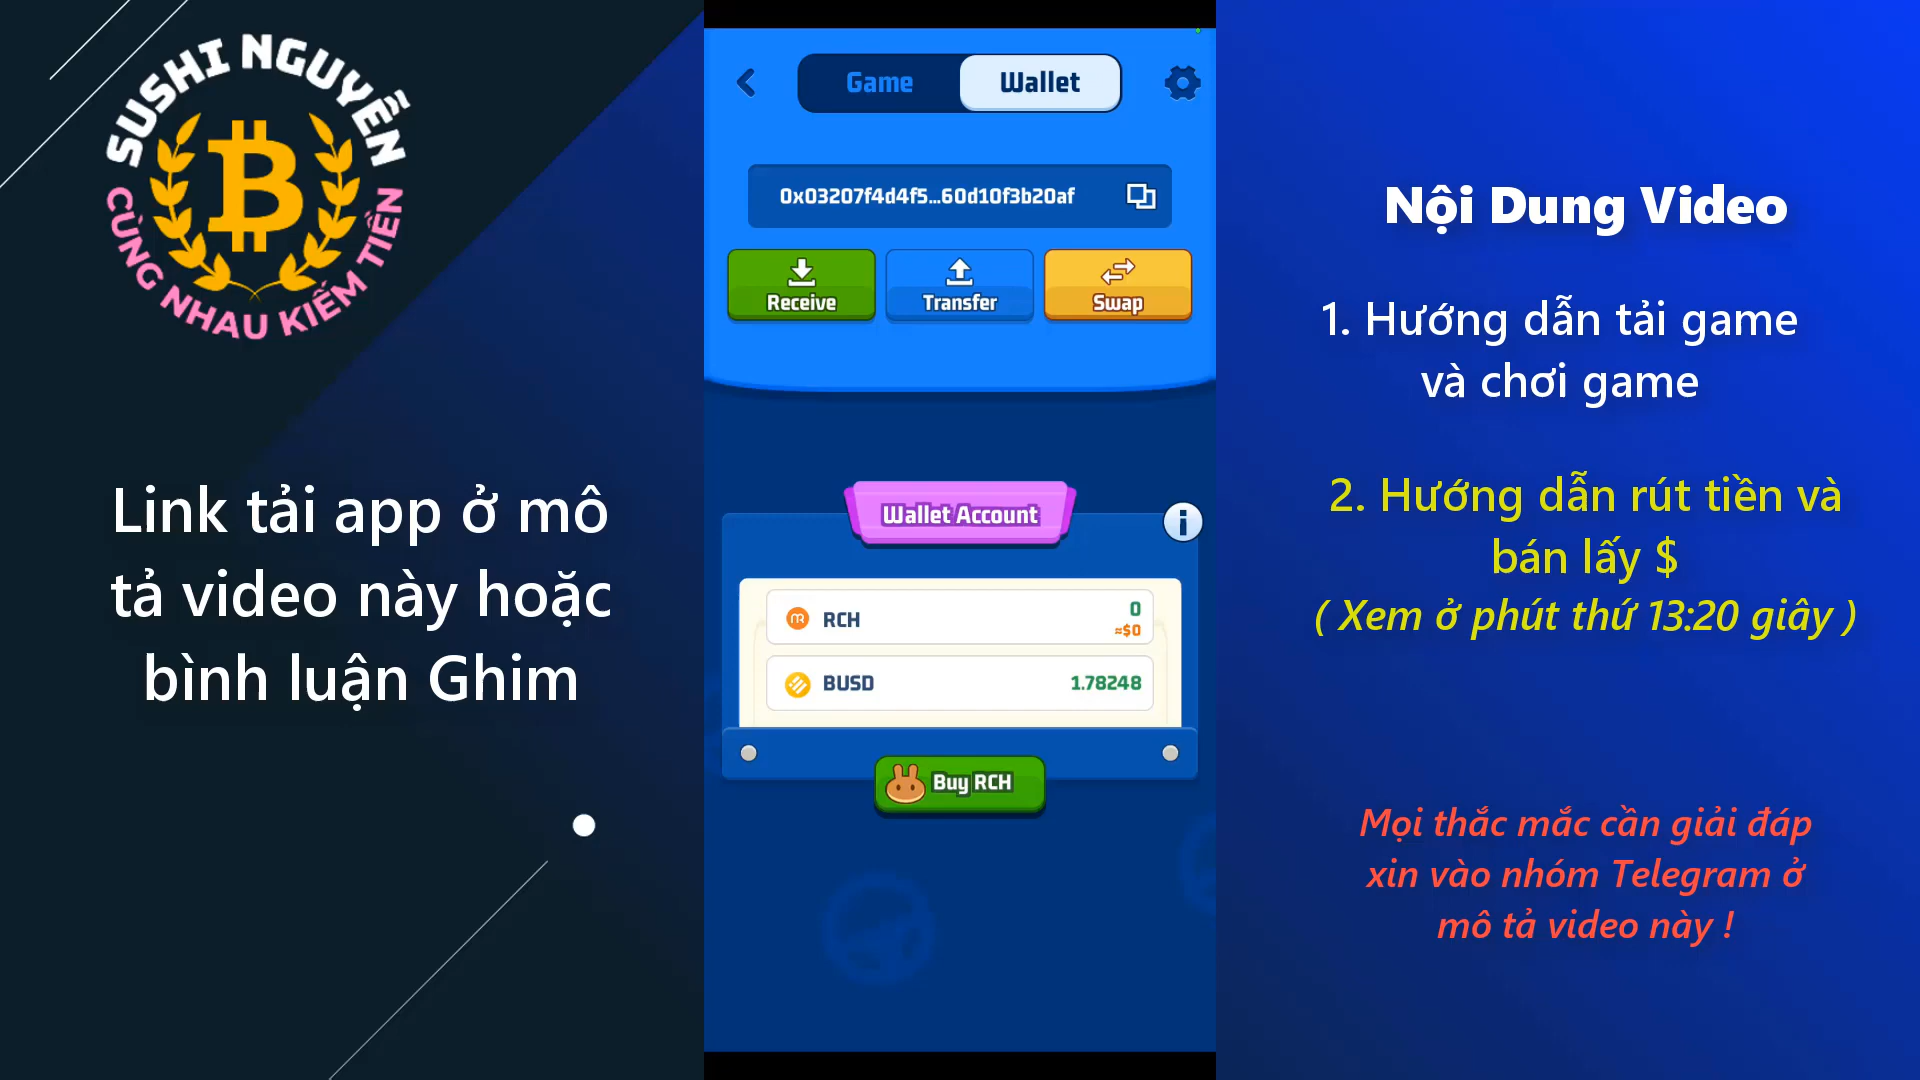 SUSHI NGUYỄN
CÙNG NHAU KIẾM TIỀN
Link tải app ở mô
tả video này hoặc
bình luận Ghim
Game
Wallet
0x03207f4d4f5...60d10f3b20af
Receive
Transfer
Swap
Wallet Account
RCH
0
≈$0
BUSD
1.78248
Buy RCH
Nội Dung Video
1. Hướng dẫn tải game
và chơi game
2. Hướng dẫn rút tiền và
bán lấy $
( Xem ở phút thứ 13:20 giây )
Mọi thắc mắc cần giải đáp
xin vào nhóm Telegram ở
mô tả video này !